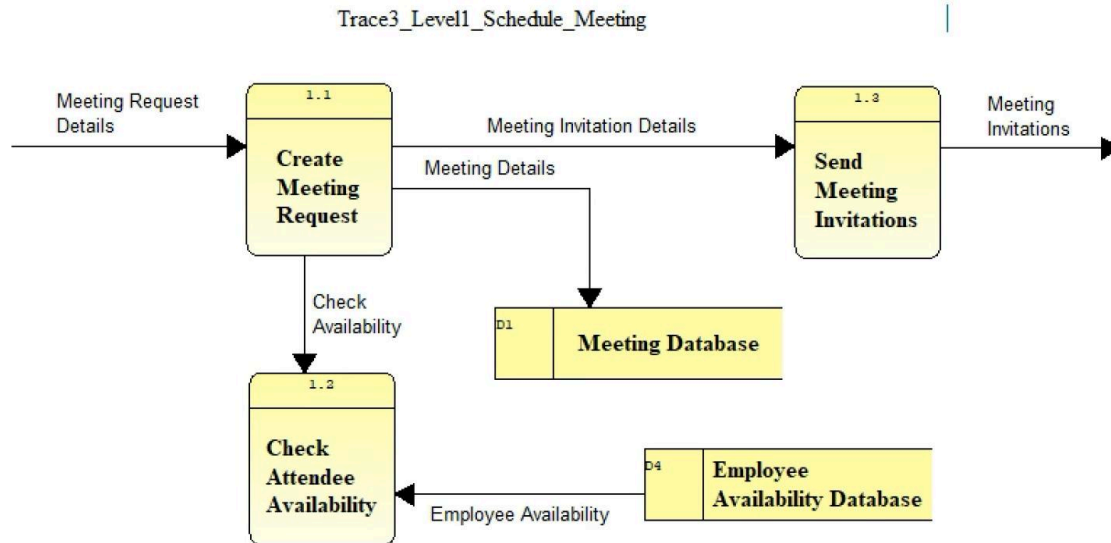 Trace3_Level1_Schedule_Meeting
Meeting Request
Details
1.1
Create
Meeting
Request
Meeting Invitation Details
Meeting Details
1.3
Send
Meeting
Invitations
Meeting
Invitations
Check
Availability
D1
Meeting Database
1.2
Check
Attendee
Availability
Employee Availability
D4
Employee
Availability Database